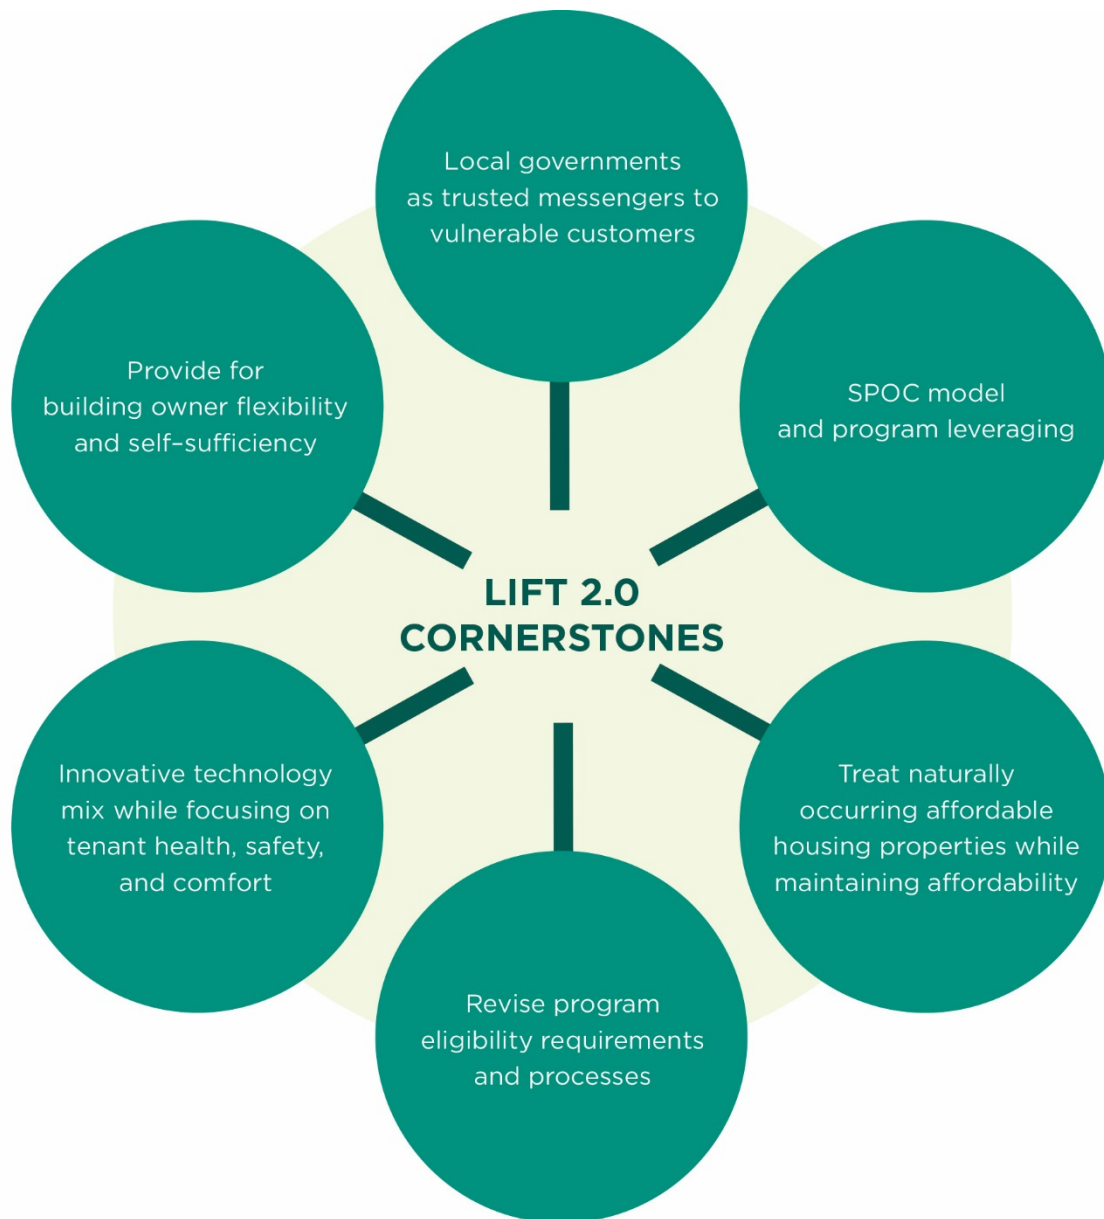 Local governments
as trusted messengers to
vulnerable customers
SPOC model
and program leveraging
Treat naturally
occurring affordable
housing properties while
maintaining affordability
Revise program
eligibility requirements
and processes
Innovative technology
mix while focusing on
tenant health, safety,
and comfort
Provide for
building owner flexibility
and self–sufficiency
LIFT 2.0
CORNERSTONES